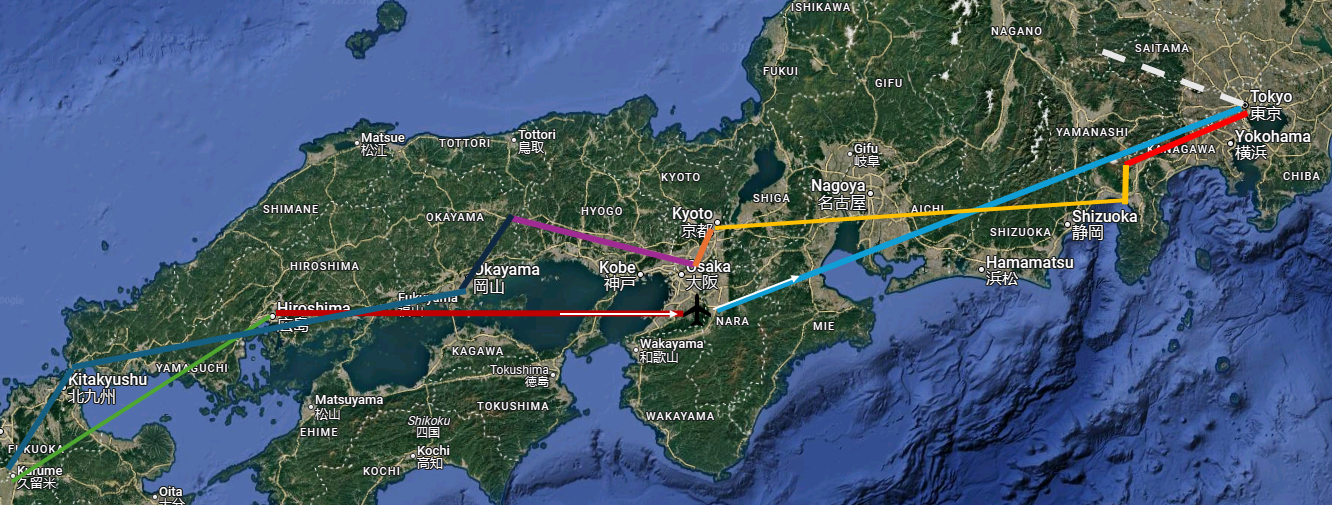 ISHIKAWA
NAGANO
SAITAMA
FUKUI
GIFU
Tokyo
東京
Matsue
松江
TOTTORI
Tottori
鳥取
YAMANASHI
Yokohama
横浜
KANAGAWA
Gifu
岐阜
KYOTO
CHIBA
Nagoya
名古屋
SHIGA
SHIMANE
OKAYAMA
HYOGO
Kyoto
京都
AICHI
Shizuoka
静岡
SHIZUOKA
HIROSHIMA
Okayama
岡山
Kobe
神戸
Osaka
大阪
Hamamatsu
浜松
Hiroshima
広島
NARA
MIE
Wakayama
和歌山
KAGAWA
YAMAGUCHI
Kitakyushu
北九州
Tokushima
徳島
Matsuyama
松山
TOKUSHIMA
WAKAYAMA
Shikoku
四国
EHIME
FUKUOKA
Kochi
高知
KOCHI
Kurume
久留米
Oita